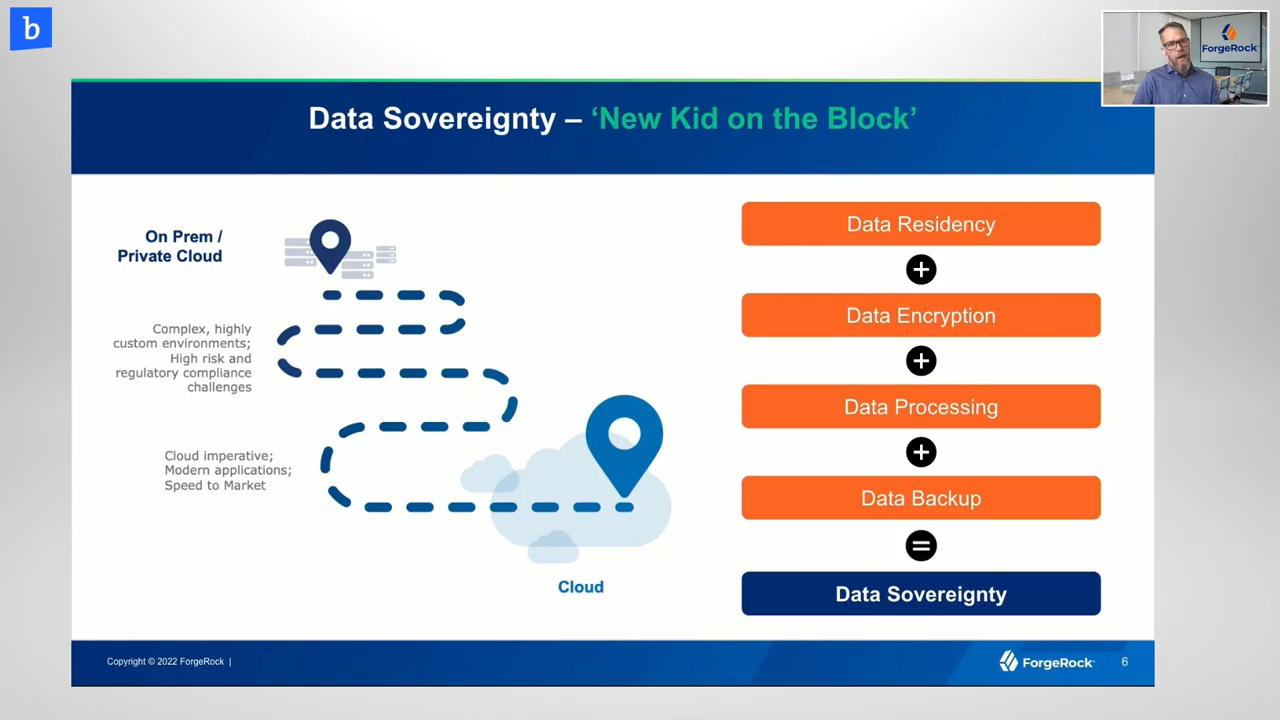 b
ForgeRock
Data Sovereignty – ‘New Kid on the Block’
On Prem /
Private Cloud
Complex, highly
custom environments;
High risk and
regulatory compliance
challenges
Cloud imperative;
Modern applications;
Speed to Market
Cloud
Data Residency
+
Data Encryption
+
Data Processing
+
Data Backup
=
Data Sovereignty
Copyright © 2022 ForgeRock |
ForgeRock
6